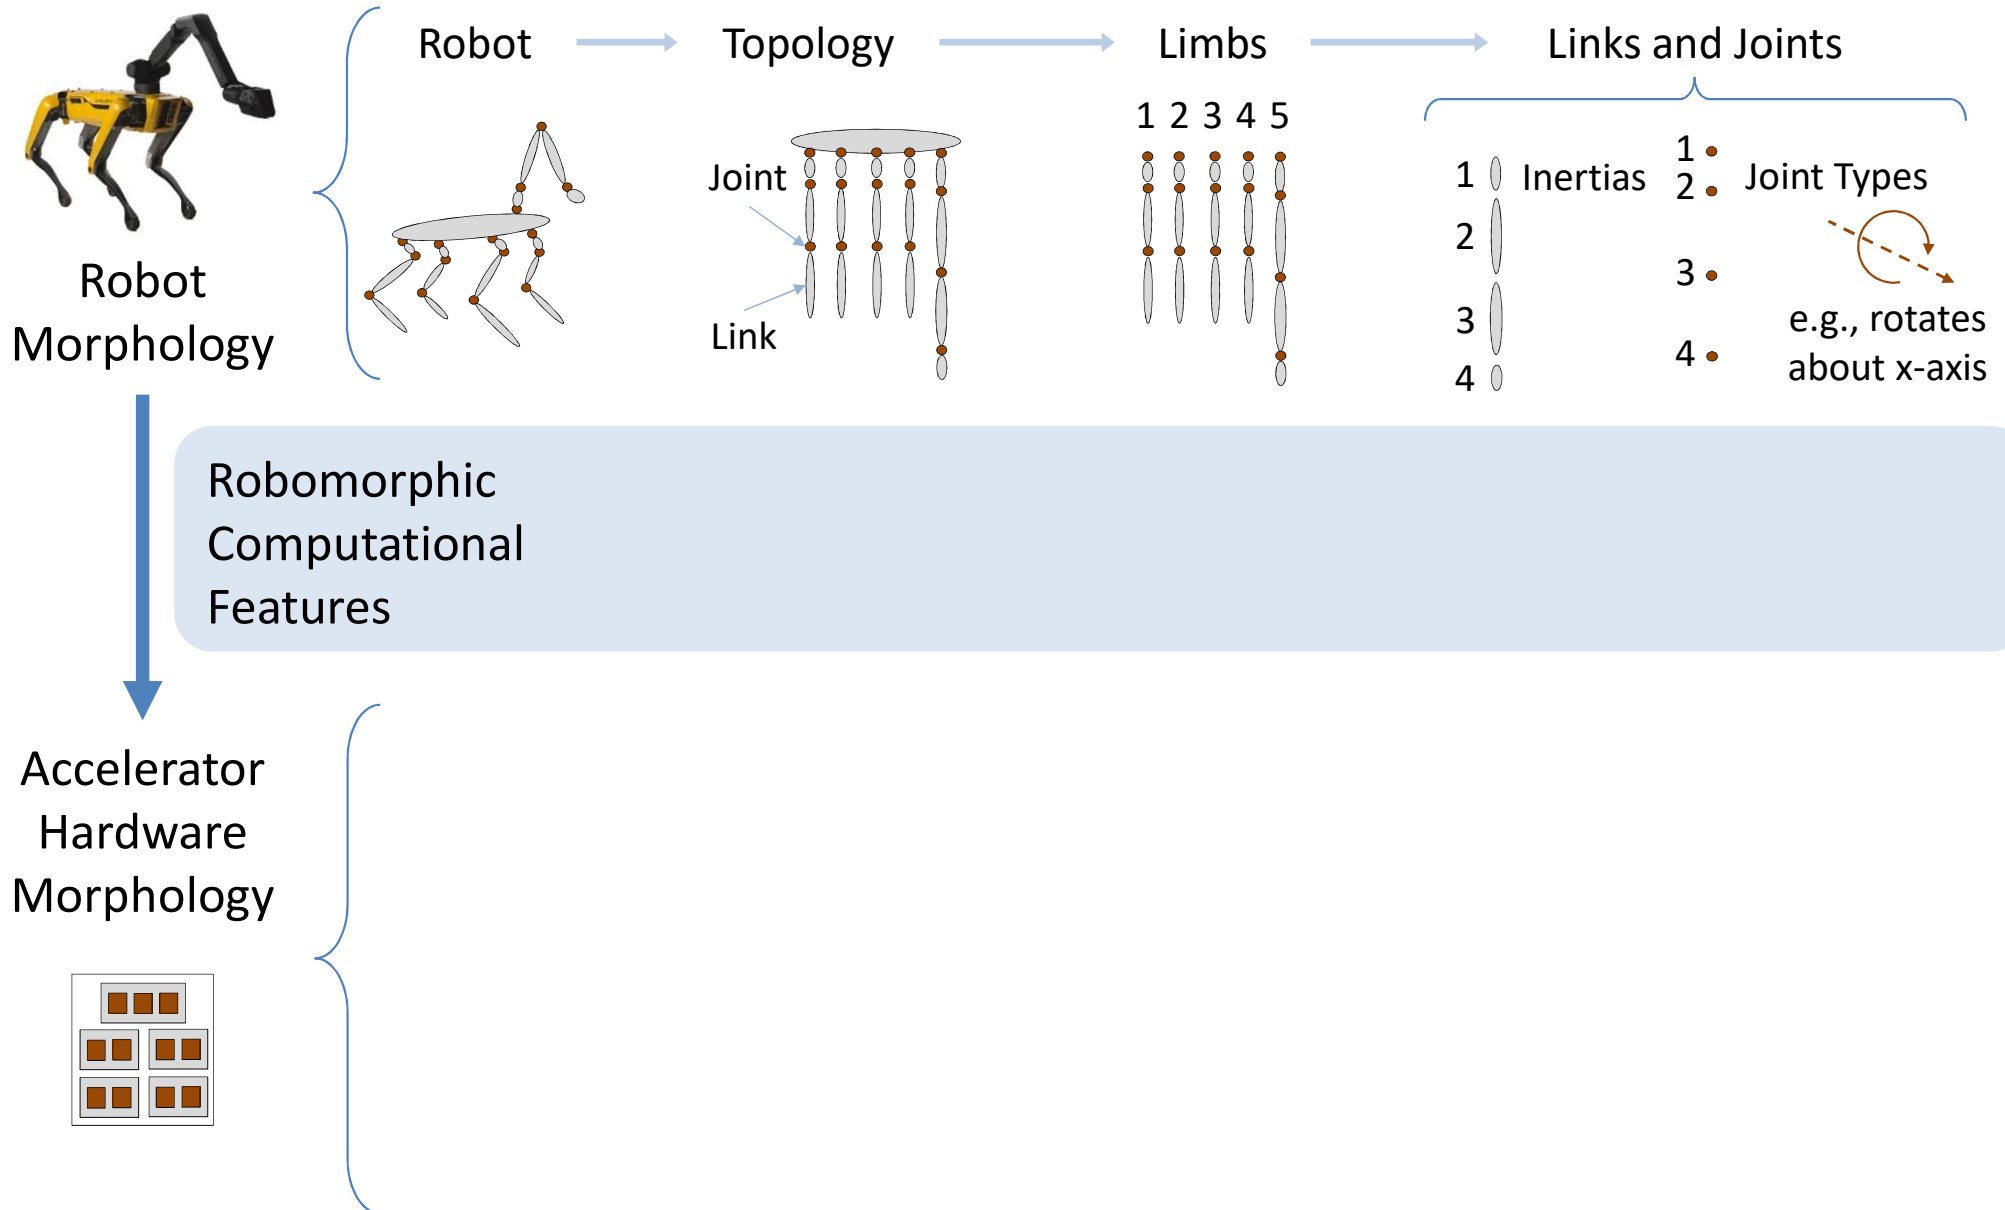 Robot
Topology
Limbs
Links and Joints
1 2 3 4 5
Joint
Link
1
2
3
4
Inertias
1
2
3
4
Joint Types
e.g., rotates
about x-axis
Robot
Morphology
Robomorphic
Computational
Features
Accelerator
Hardware
Morphology